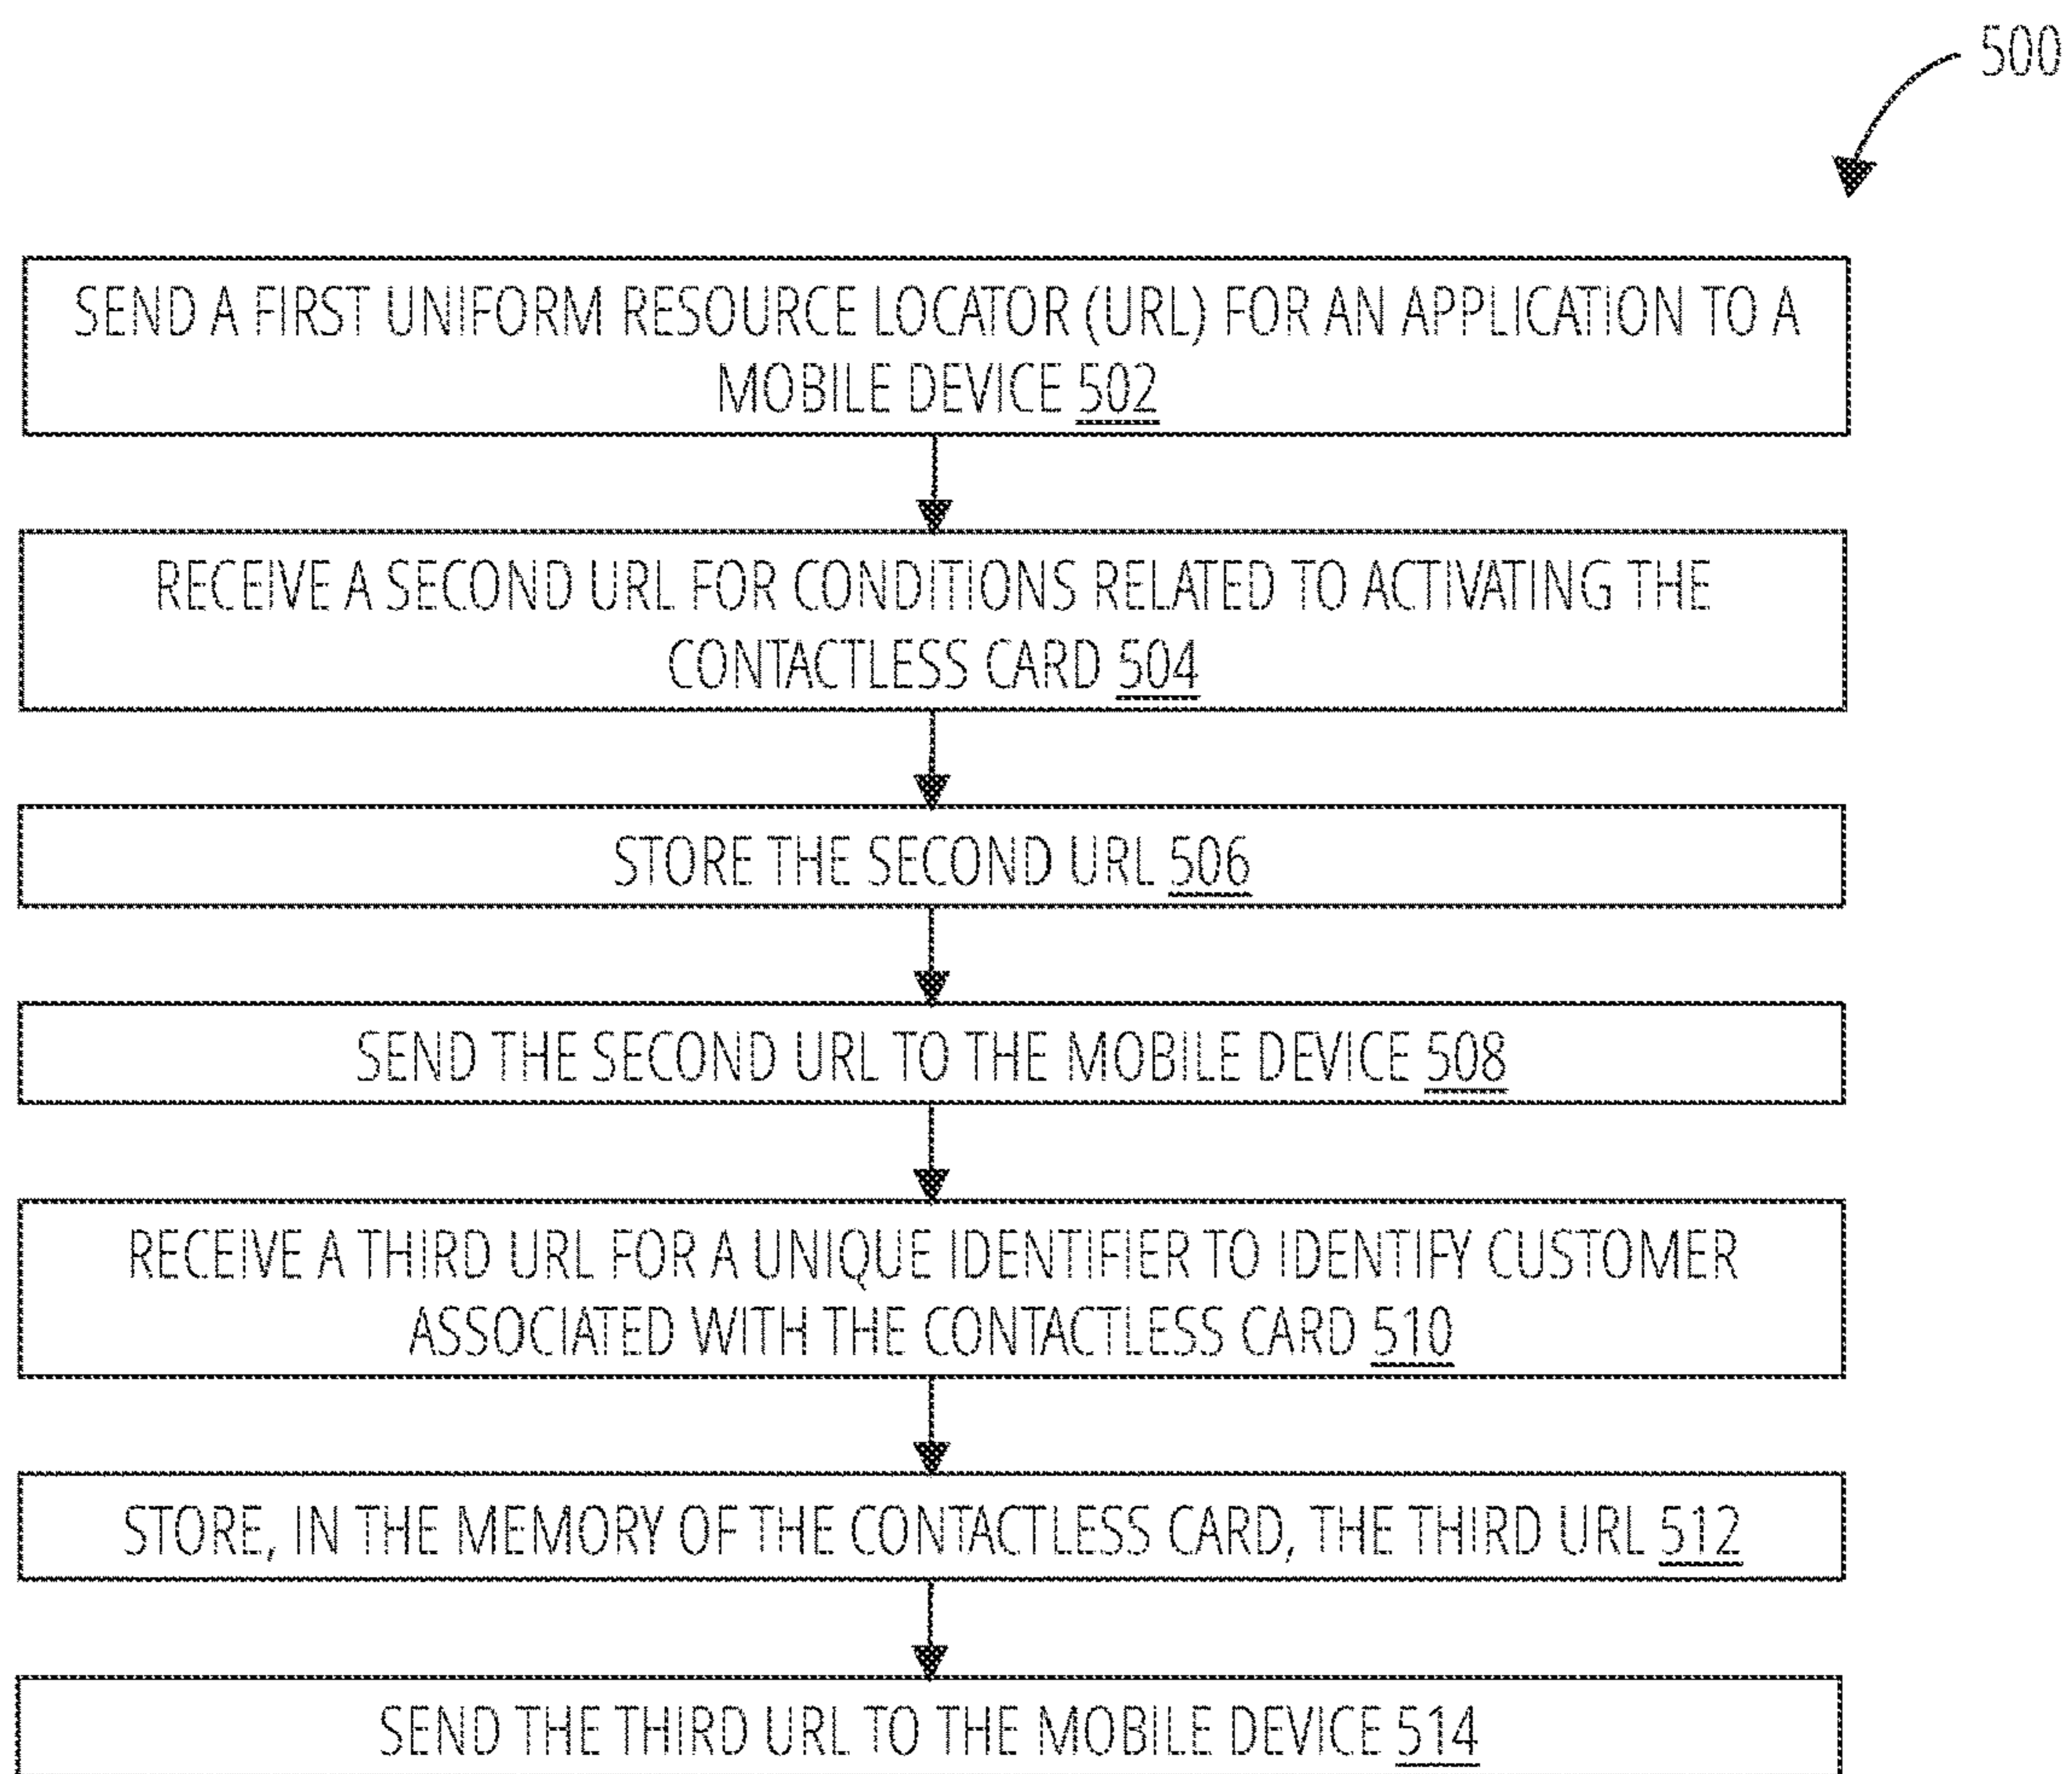 500
SEND A FIRST UNIFORM RESOURCE LOCATOR (URL) FOR AN APPLICATION TO A
MOBILE DEVICE 502
RECEIVE A SECOND URL FOR CONDITIONS RELATED TO ACTIVATING THE
CONTACTLESS CARD 504
STORE THE SECOND URL 506
SEND THE SECOND URL TO THE MOBILE DEVICE 508
RECEIVE A THIRD URL FOR A UNIQUE IDENTIFIER TO IDENTIFY CUSTOMER
ASSOCIATED WITH THE CONTACTLESS CARD 510
STORE, IN THE MEMORY OF THE CONTACTLESS CARD, THE THIRD URL 512
SEND THE THIRD URL TO THE MOBILE DEVICE 514